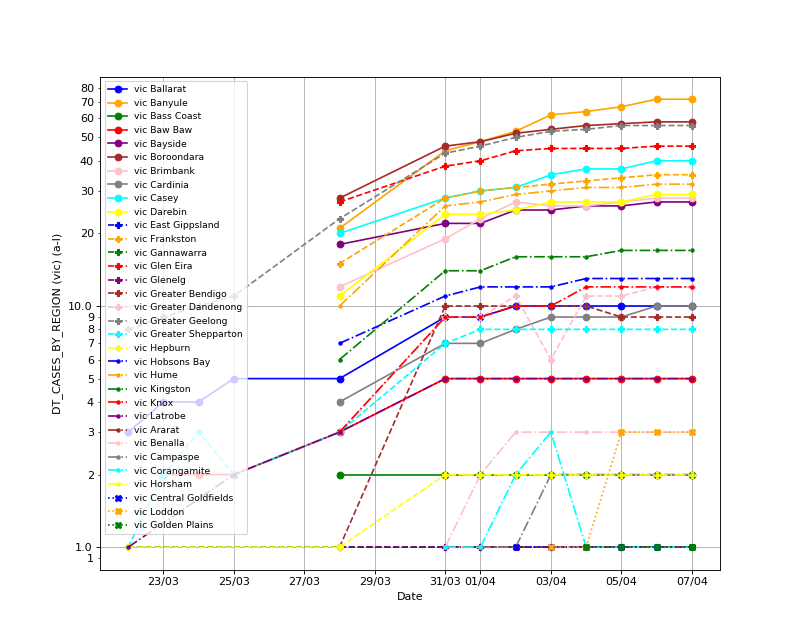 80
70
60
50
40
30
20
10.0
9
8
7
6
5
4
3
2
1.0
1
DT_CASES_BY_REGION (vic) (a-l)
vic Ballarat
vic Banyule
vic Bass Coast
vic Baw Baw
vic Bayside
vic Boroondara
vic Brimbank
vic Cardinia
vic Casey
vic Darebin
vic East Gippsland
vic Frankston
vic Gannawarra
vic Glen Eira
vic Glenelg
vic Greater Bendigo
vic Greater Dandenong
vic Greater Geelong
vic Greater Shepparton
vic Hepburn
vic Hobsons Bay
vic Hume
vic Kingston
vic Knox
vic Latrobe
vic Ararat
vic Benalla
vic Campaspe
vic Corangamite
vic Horsham
vic Central Goldfields
vic Loddon
vic Golden Plains
23/03 25/03 27/03 29/03 31/03 01/04 03/04 05/04 07/04
Date